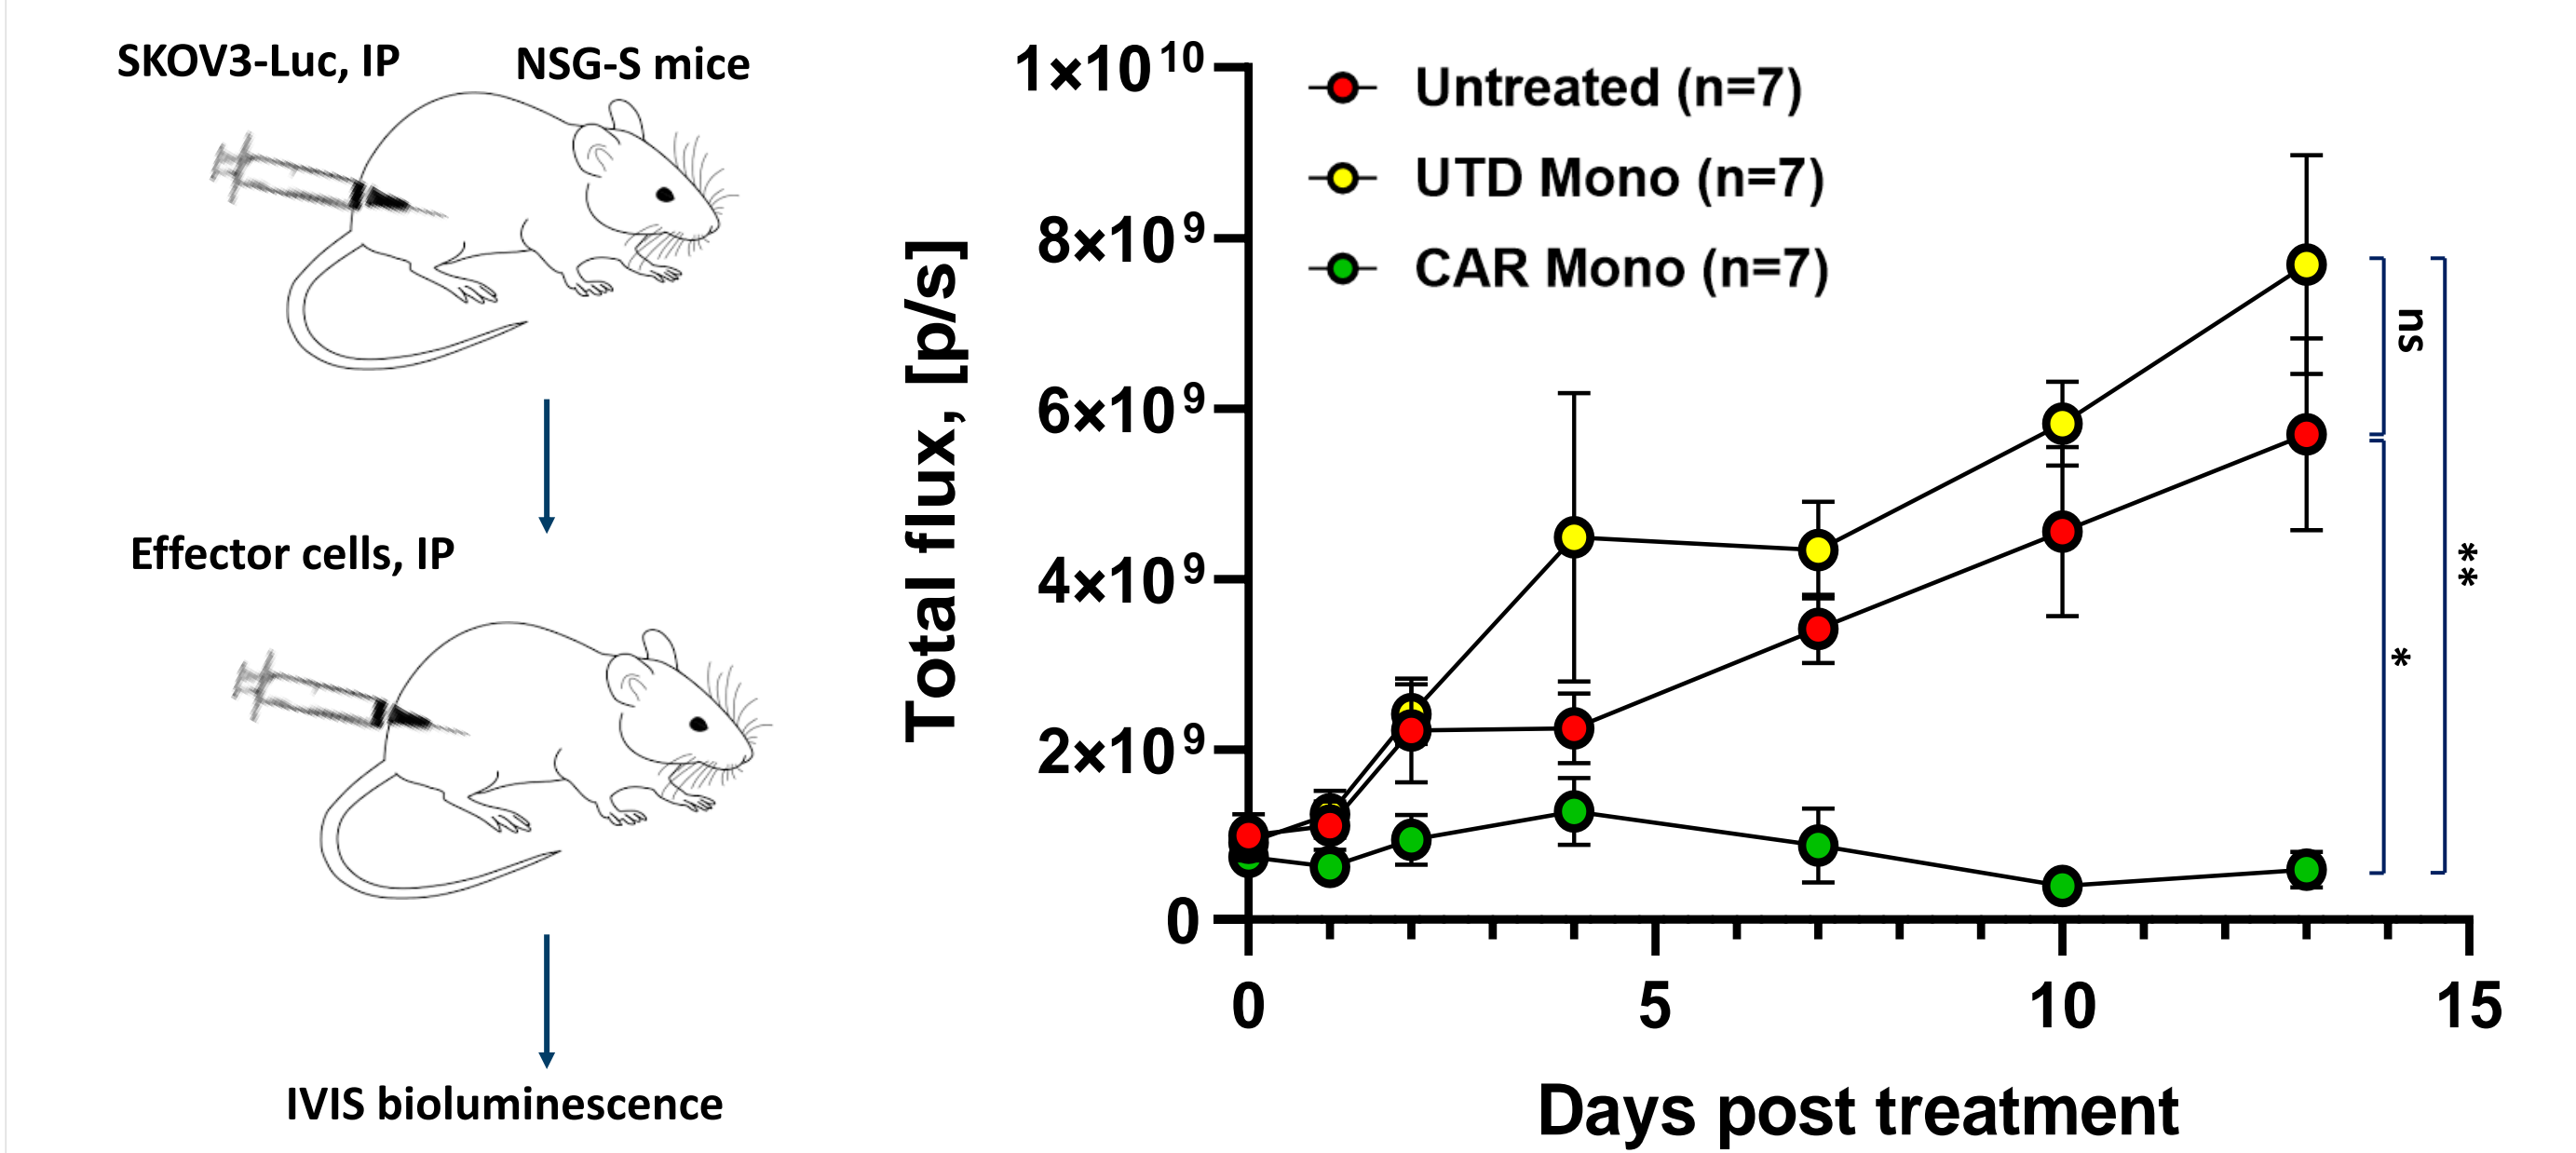 SKOV3-Luc, IP
NSG-S mice
Effector cells, IP
IVIS bioluminescence
Total flux, [p/s]
1×10¹⁰
8×10⁹
6×10⁹
4×10⁹
2×10⁹
0
Untreated (n=7)
UTD Mono (n=7)
CAR Mono (n=7)
ns
*
**
0 5 10 15
Days post treatment